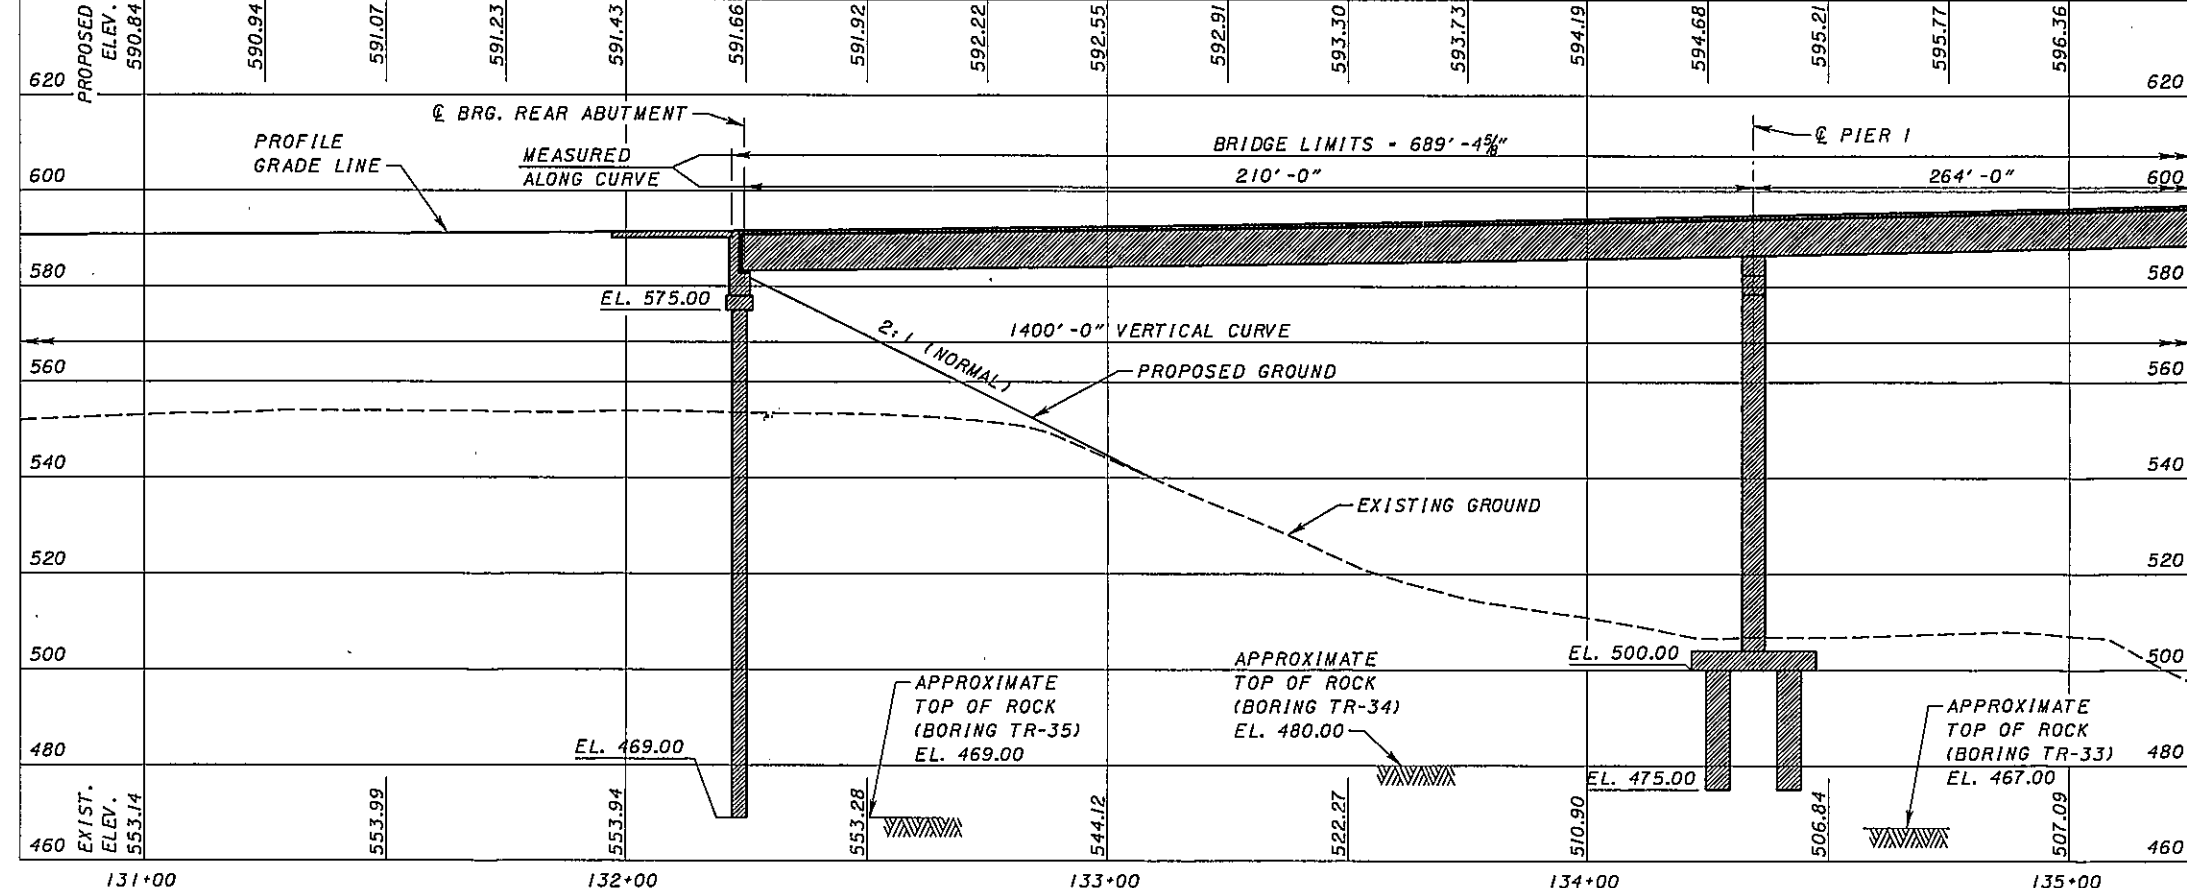 PROPOSED
ELEV.
590.84
590.94
591.07
591.23
591.43
591.66
591.92
592.22
592.55
592.91
593.30
593.73
594.19
594.68
595.21
595.77
596.36
620
620
℄ BRG. REAR ABUTMENT
℄ PIER 1
PROFILE
GRADE LINE
MEASURED
ALONG CURVE
BRIDGE LIMITS = 689'-4⅝"
210'-0"
264'-0"
600
600
580
580
EL. 575.00
2:1 (NORMAL)
1400'-0" VERTICAL CURVE
560
560
PROPOSED GROUND
540
540
EXISTING GROUND
520
520
500
500
EL. 500.00
APPROXIMATE
TOP OF ROCK
(BORING TR-35)
EL. 469.00
APPROXIMATE
TOP OF ROCK
(BORING TR-34)
EL. 480.00
APPROXIMATE
TOP OF ROCK
(BORING TR-33)
EL. 467.00
EL. 469.00
EL. 475.00
480
480
EXIST.
ELEV.
553.14
553.99
553.94
553.28
544.12
522.27
510.90
506.84
507.09
460
460
131+00
132+00
133+00
134+00
135+00